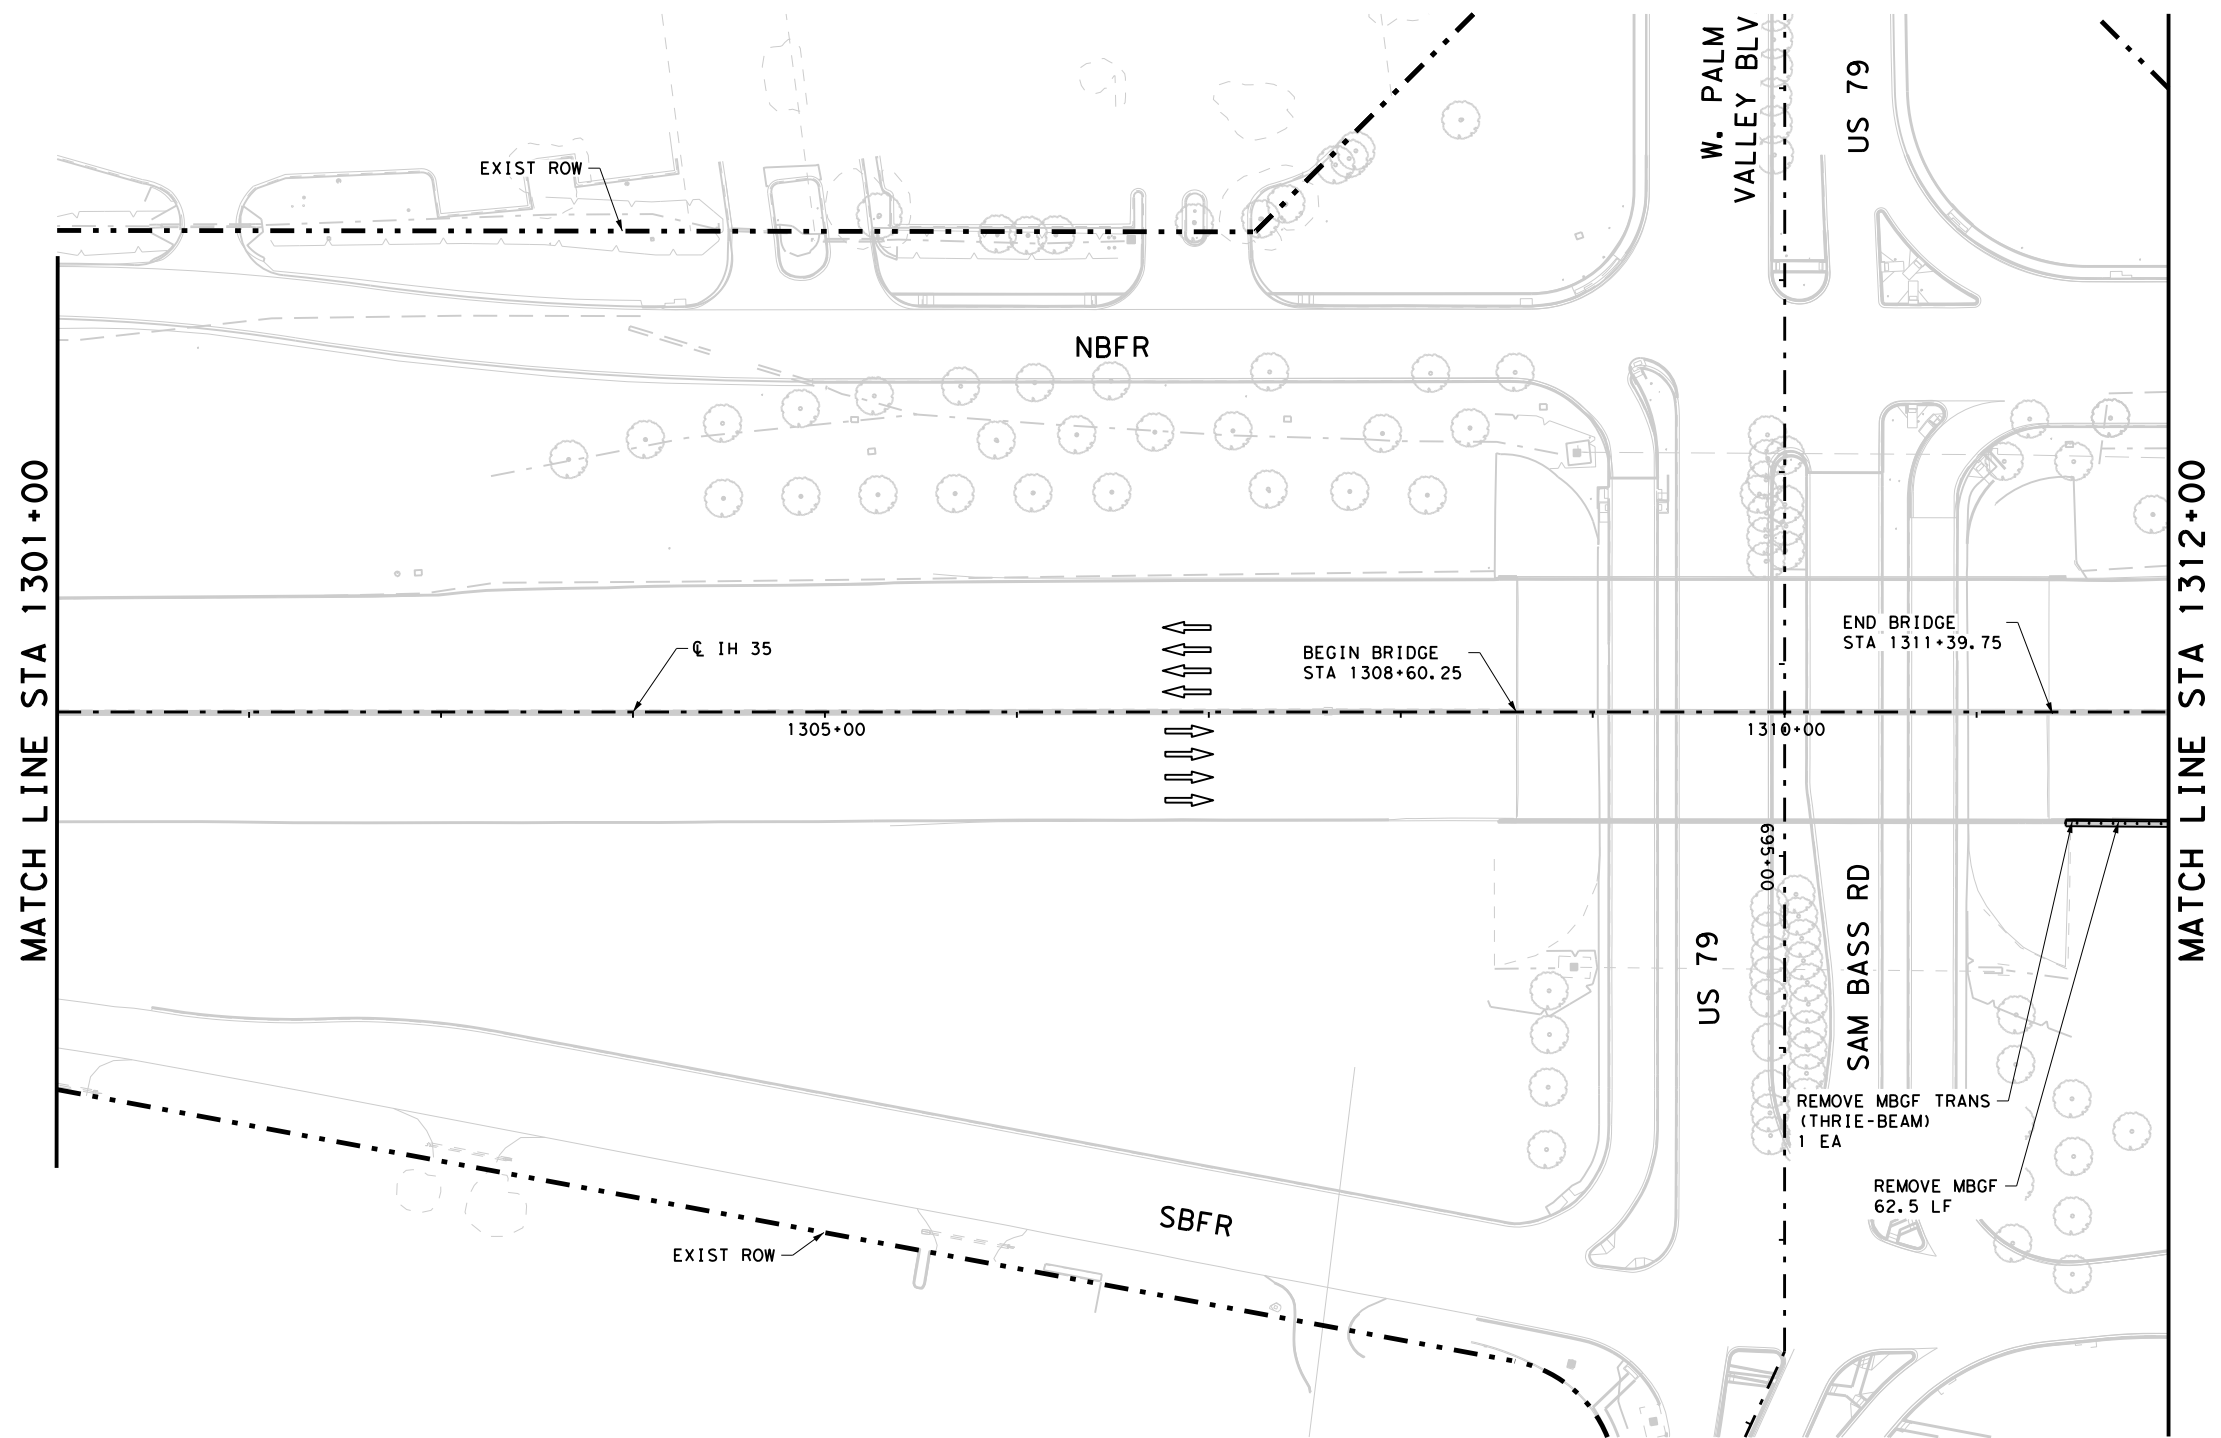 W. PALM
VALLEY BLV
US 79
EXIST ROW
NBFR
MATCH LINE STA 1301+00
MATCH LINE STA 1312+00
END BRIDGE
STA 1311+39.75
℄ IH 35
BEGIN BRIDGE
STA 1308+60.25
1305+00
1310+00
695+00
US 79
SAM BASS RD
REMOVE MBGF TRANS
(THRIE-BEAM)
1 EA
REMOVE MBGF
62.5 LF
SBFR
EXIST ROW